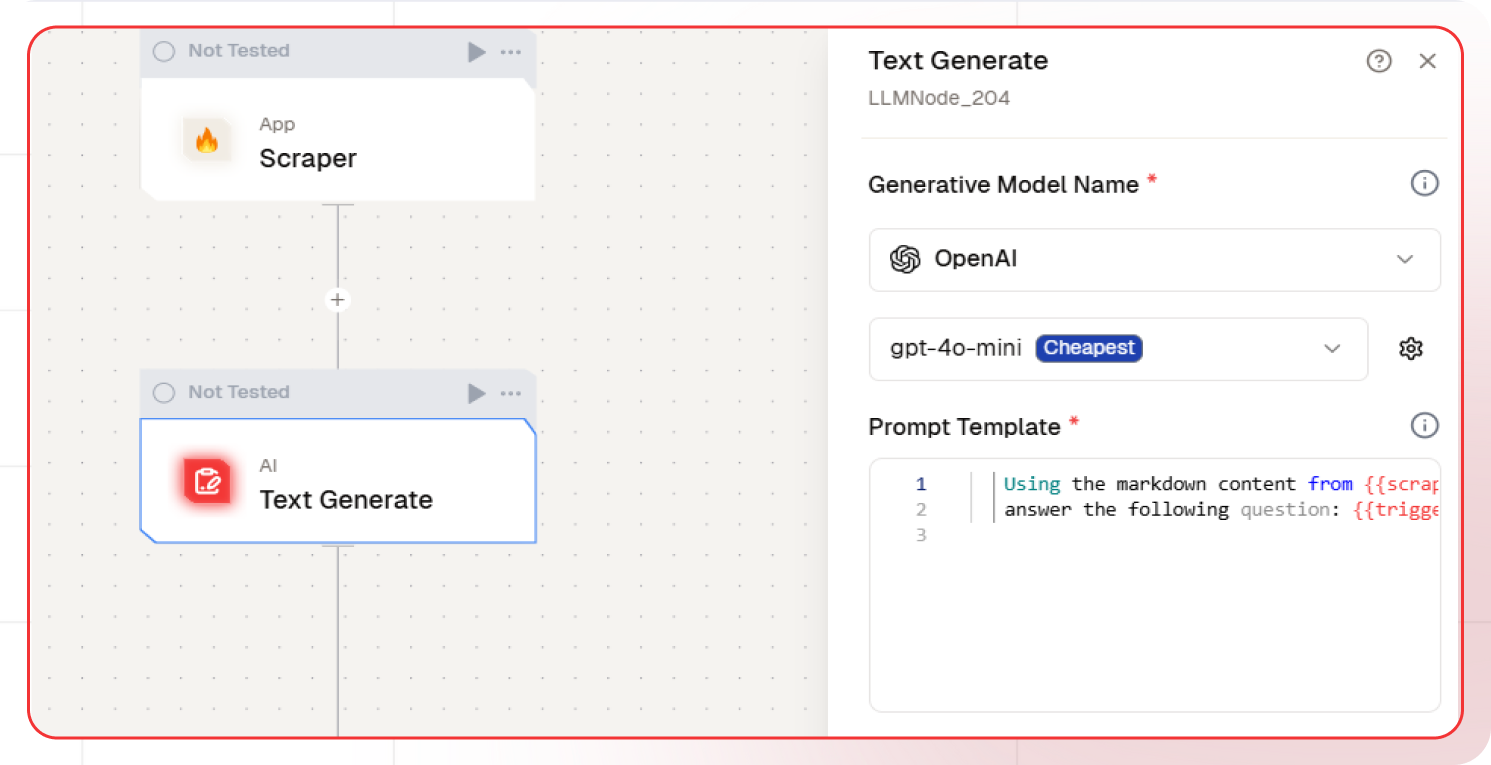 Not Tested
App
Scraper
Not Tested
AI
Text Generate
Text Generate
LLMNode_204
Generative Model Name *
OpenAI
gpt-4o-mini Cheapest
Prompt Template *
1 Using the markdown content from {{scrap
2 answer the following question: {{trigge
3